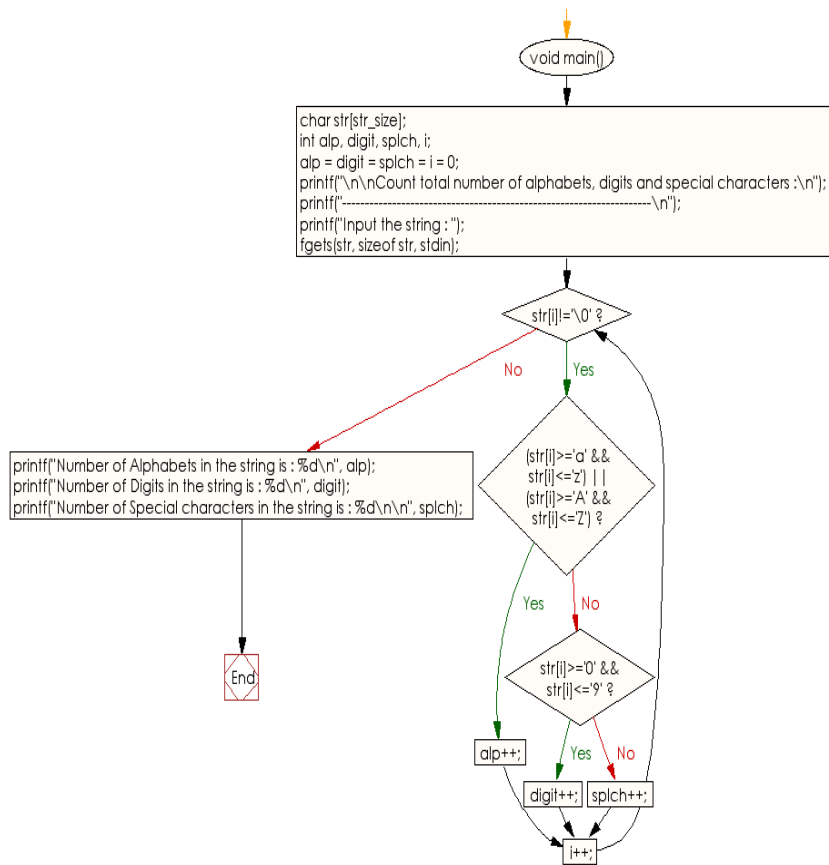 void main()
char str[str_size];
int alp, digit, splch, i;
alp = digit = splch = i = 0;
printf("\n\nCount total number of alphabets, digits and special characters :\n");
printf("--------------------------------------------------------------------\n");
printf("Input the string : ");
fgets(str, sizeof str, stdin);
str[i]!='\0' ?
No
Yes
printf("Number of Alphabets in the string is : %d\n", alp);
printf("Number of Digits in the string is : %d\n", digit);
printf("Number of Special characters in the string is : %d\n\n", splch);
(str[i]>='a' &&
str[i]<='z') ||
(str[i]>='A' &&
str[i]<='Z') ?
Yes
No
End
str[i]>='0' &&
str[i]<='9' ?
alp++;
Yes
No
digit++;
splch++;
i++;